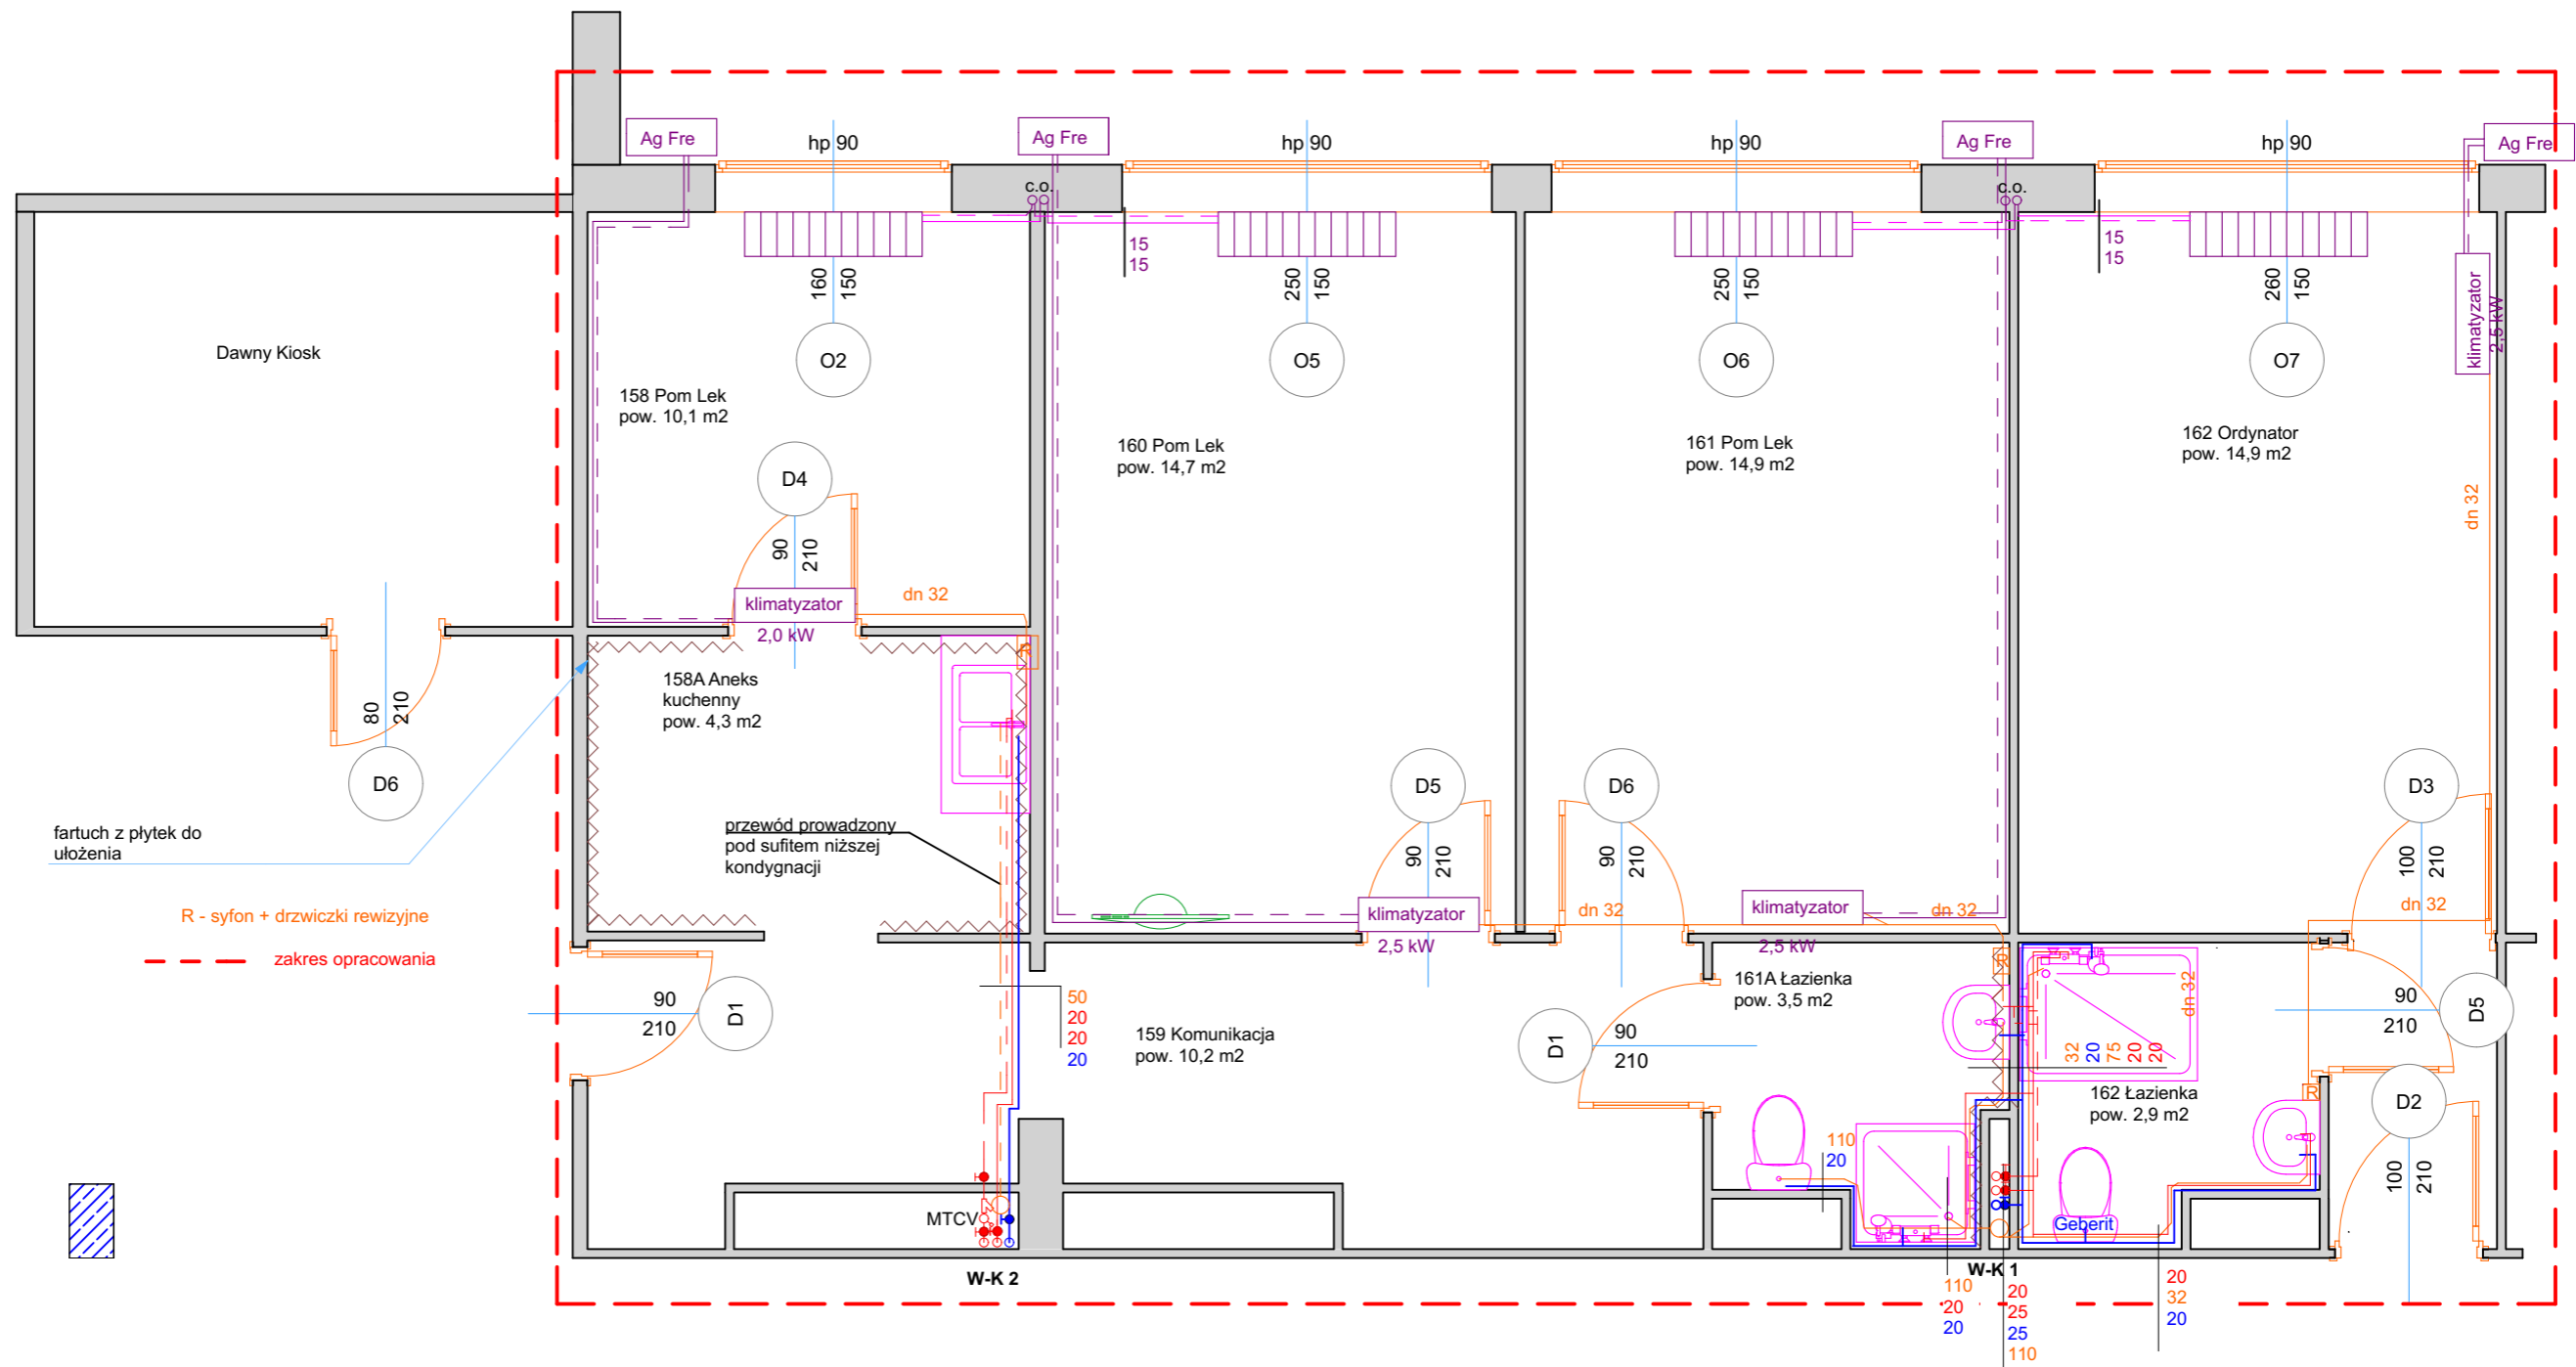 Ag Fre
Ag Fre
Ag Fre
Ag Fre
hp 90
hp 90
hp 90
hp 90
c.o.
c.o.
15
15
15
15
160
150
250
150
250
150
260
150
klimatyzator
2,5 kW
O2
O5
O6
O7
Dawny Kiosk
158 Pom Lek
pow. 10,1 m2
160 Pom Lek
pow. 14,7 m2
161 Pom Lek
pow. 14,9 m2
162 Ordynator
pow. 14,9 m2
D4
90
210
dn 32
klimatyzator
2,0 kW
dn 32
R
158A Aneks
kuchenny
pow. 4,3 m2
80
210
D6
D5
D6
D3
90
210
90
210
100
210
przewód prowadzony
pod sufitem niższej
kondygnacji
fartuch z płytek do
ułożenia
R - syfon + drzwiczki rewizyjne
zakres opracowania
klimatyzator
2,5 kW
dn 32
klimatyzator
2,5 kW
dn 32
dn 32
90
210
D1
50
20
20
20
159 Komunikacja
pow. 10,2 m2
D1
90
210
161A Łazienka
pow. 3,5 m2
R
dn 32
90
210
D5
32
20
75
20
20
162 Łazienka
pow. 2,9 m2
R
D2
100
210
110
20
MTCV
Geberit
W-K 2
W-K 1
110
20
20
20
25
25
110
20
32
20